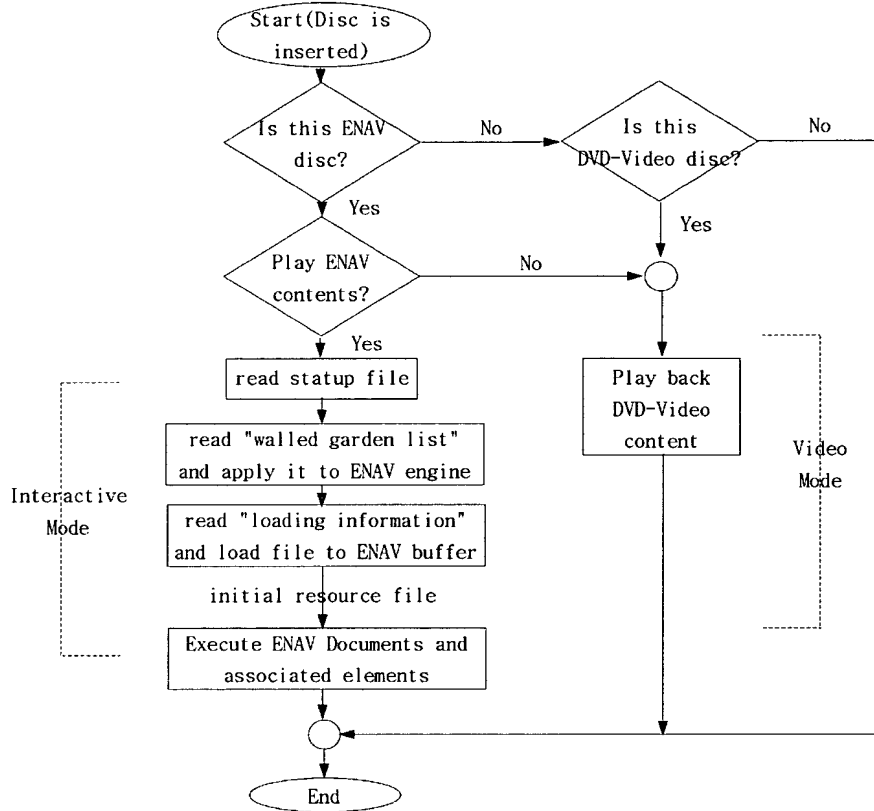 Start(Disc is
inserted)
Is this ENAV
disc?
No
Is this
DVD-Video disc?
No
Yes
Yes
Play ENAV
contents?
No
Yes
read statup file
Play back
DVD-Video
content
read "walled garden list"
and apply it to ENAV engine
Interactive
Mode
Video
Mode
read "loading information"
and load file to ENAV buffer
initial resource file
Execute ENAV Documents and
associated elements
End